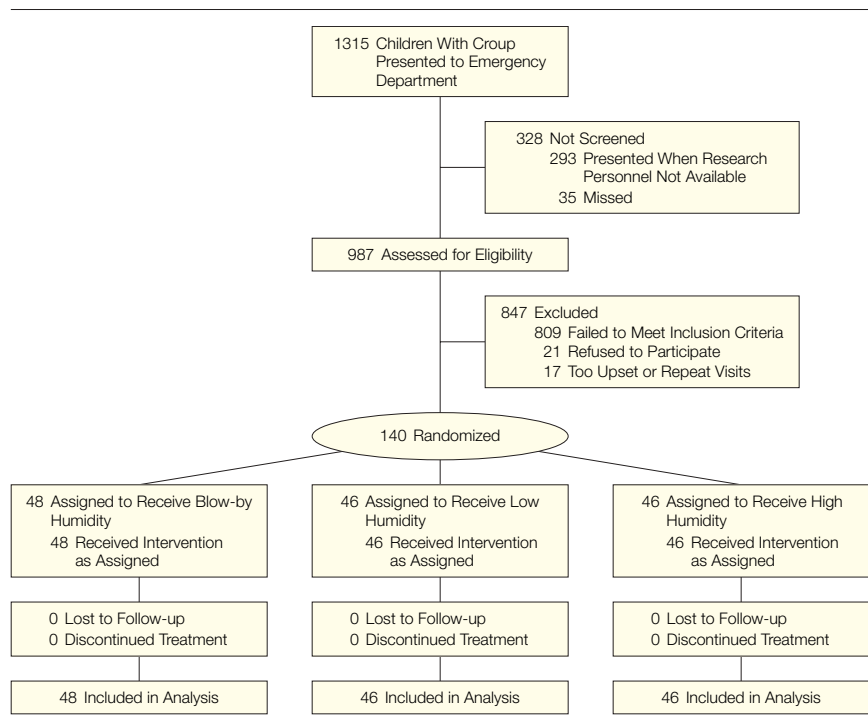 1315 Children With Croup
Presented to Emergency
Department
328 Not Screened
293 Presented When Research
Personnel Not Available
35 Missed
987 Assessed for Eligibility
847 Excluded
809 Failed to Meet Inclusion Criteria
21 Refused to Participate
17 Too Upset or Repeat Visits
140 Randomized
48 Assigned to Receive Blow-by
Humidity
48 Received Intervention
as Assigned
46 Assigned to Receive Low
Humidity
46 Received Intervention
as Assigned
46 Assigned to Receive High
Humidity
46 Received Intervention
as Assigned
0 Lost to Follow-up
0 Discontinued Treatment
0 Lost to Follow-up
0 Discontinued Treatment
0 Lost to Follow-up
0 Discontinued Treatment
48 Included in Analysis
46 Included in Analysis
46 Included in Analysis